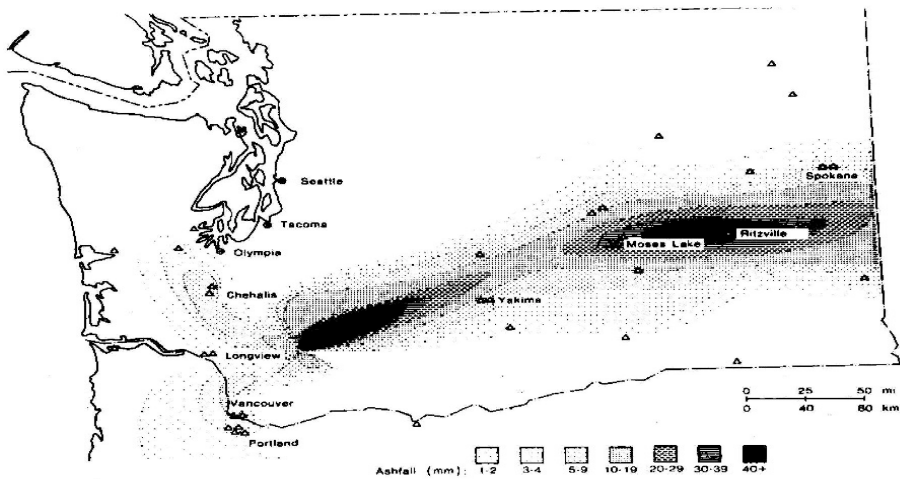 Spokane
Seattle
Tacoma
Ritzville
Moses Lake
Olympia
Chehalis
Yakima
Longview
Vancouver
Portland
0 25 50 mi
0 40 80 km
Ashfall (mm):
1-2 3-4 5-9 10-19 20-29 30-39 40+